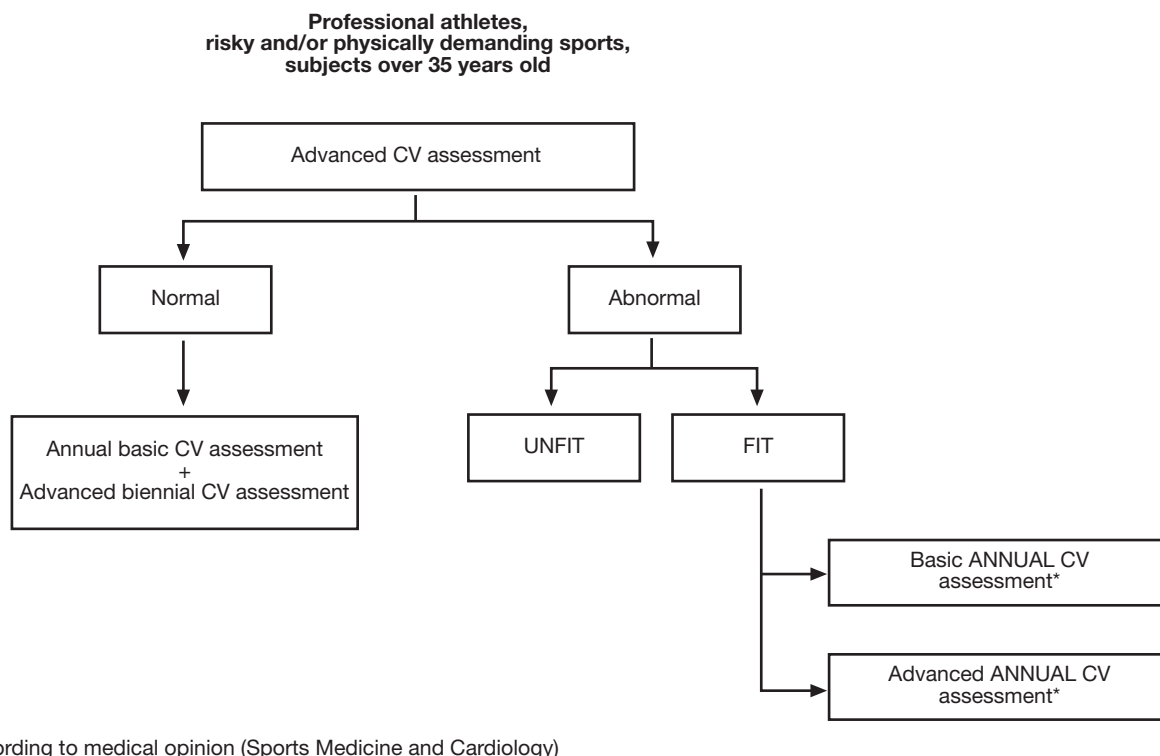 Professional athletes,
risky and/or physically demanding sports,
subjects over 35 years old
Advanced CV assessment
Normal
Abnormal
Annual basic CV assessment
+
Advanced biennial CV assessment
UNFIT
FIT
Basic ANNUAL CV
assessment*
Advanced ANNUAL CV
assessment*
to medical opinion (Sports Medicine and Cardiology)